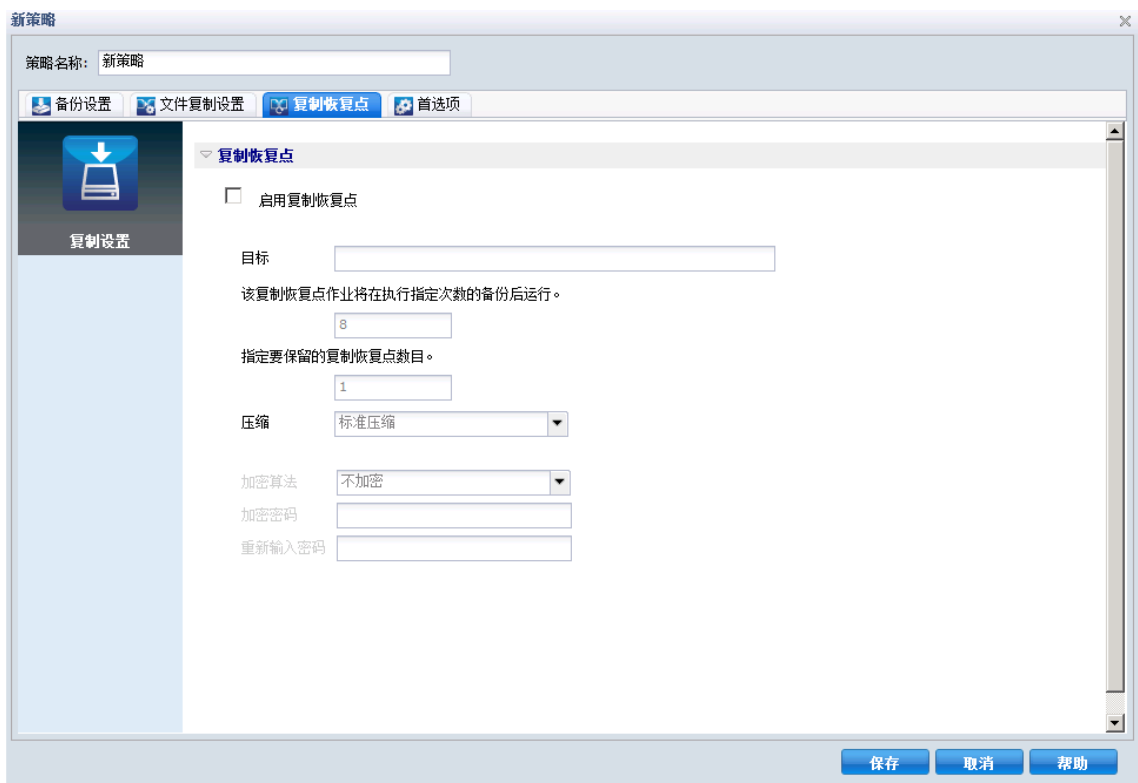 新策略
策略名称: 新策略
备份设置 文件复制设置 复制恢复点 首选项
复制设置
复制恢复点
启用复制恢复点
目标
该复制恢复点作业将在执行指定次数的备份后运行。
8
指定要保留的复制恢复点数目。
1
压缩 标准压缩
加密算法 不加密
加密密码
重新输入密码
保存 取消 帮助